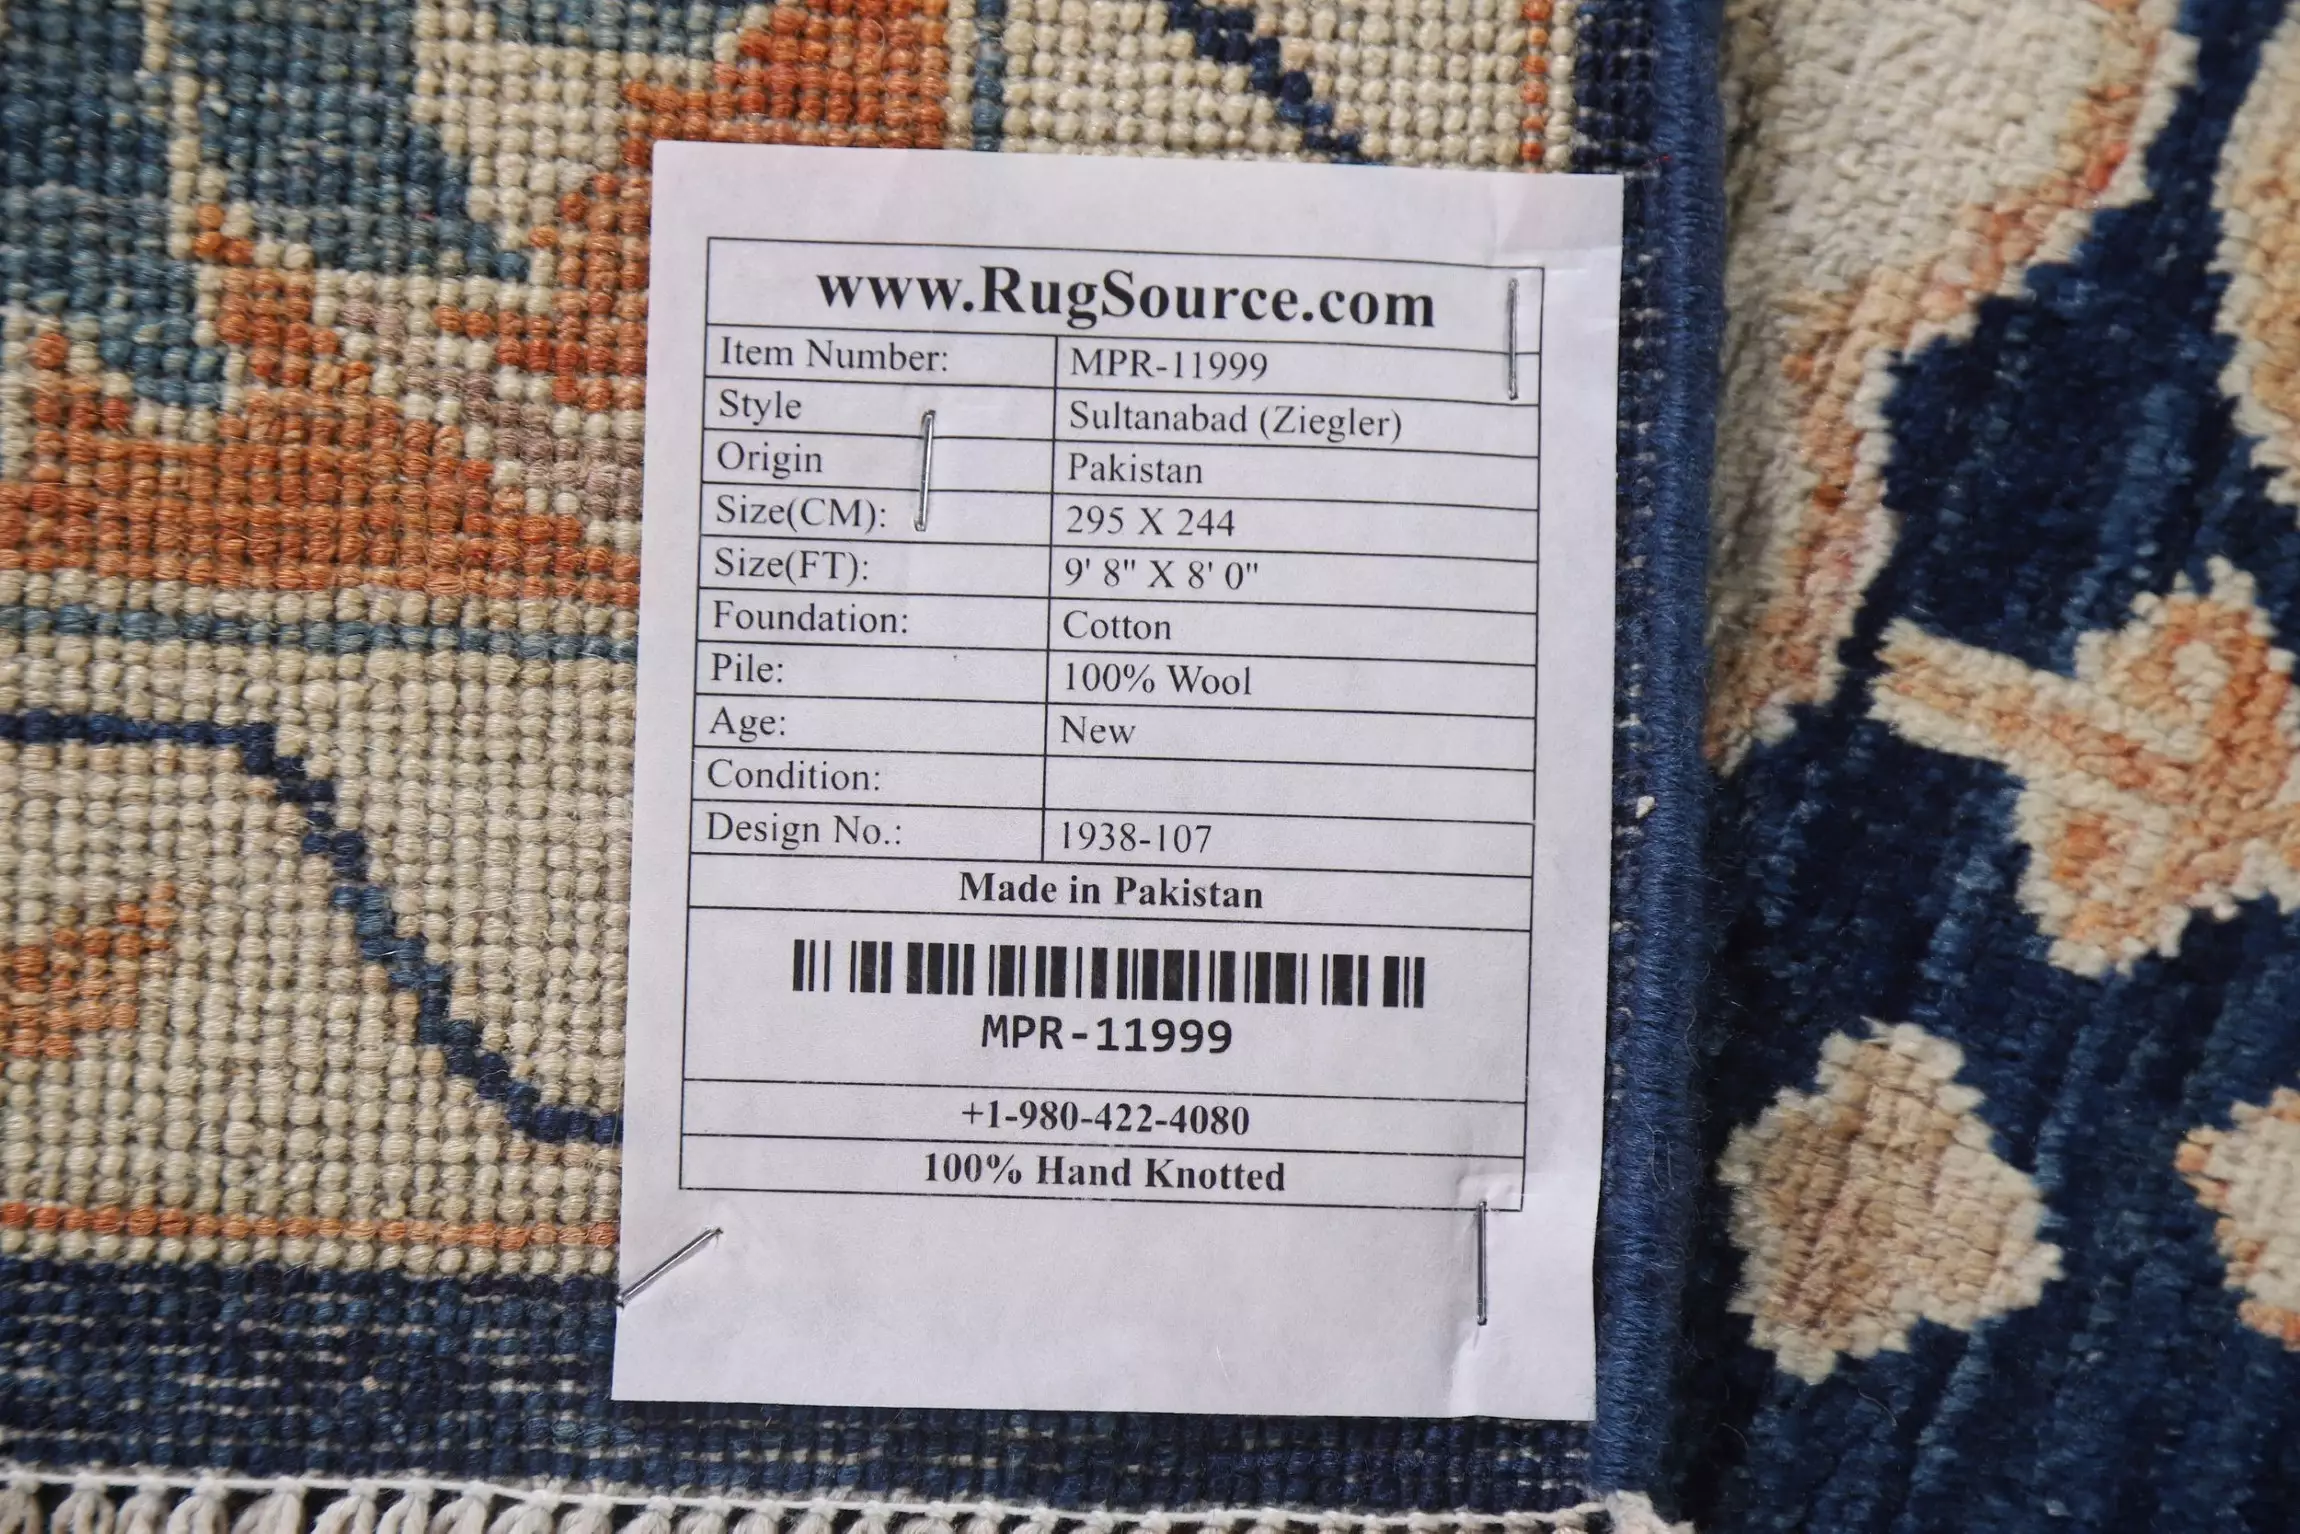 www.RugSource.com
Item Number: MPR-11999
Style Sultanabad (Ziegler)
Origin Pakistan
Size(CM): 295 X 244
Size(FT): 9' 8" X 8' 0"
Foundation: Cotton
Pile: 100% Wool
Age: New
Condition:
Design No.: 1938-107
Made in Pakistan
MPR-11999
+1-980-422-4080
100% Hand Knotted